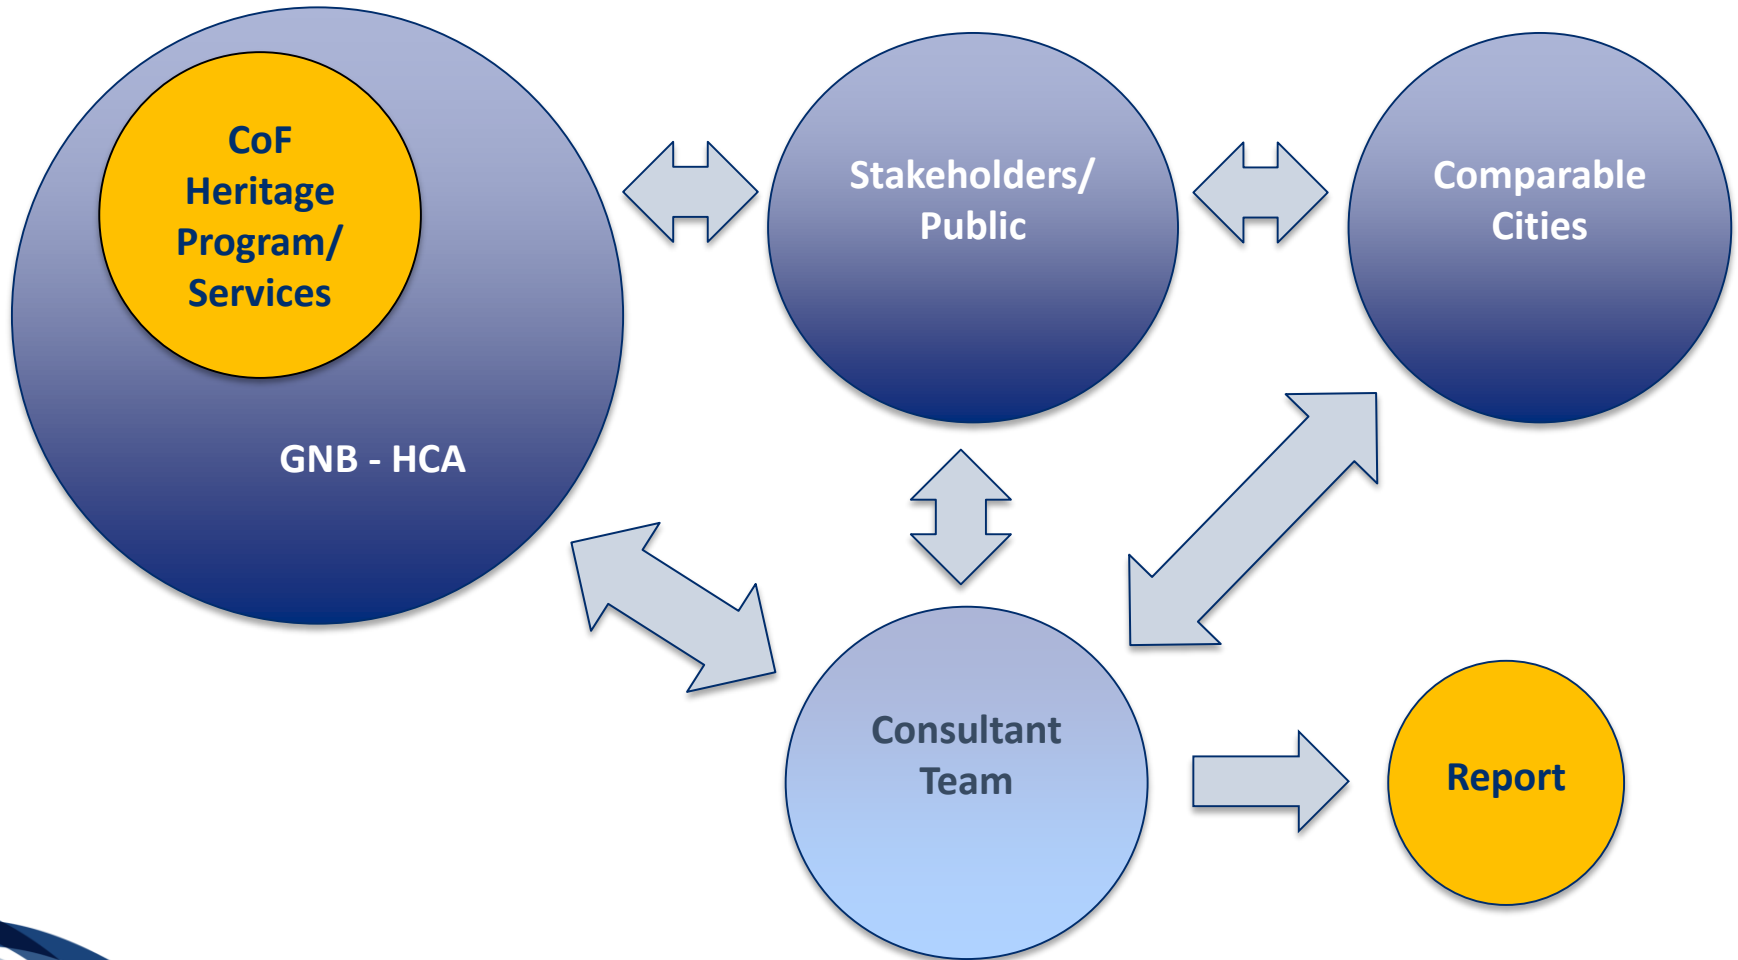 CoF
Heritage
Program/
Services
GNB - HCA
Stakeholders/
Public
Comparable
Cities
Consultant
Team
Report